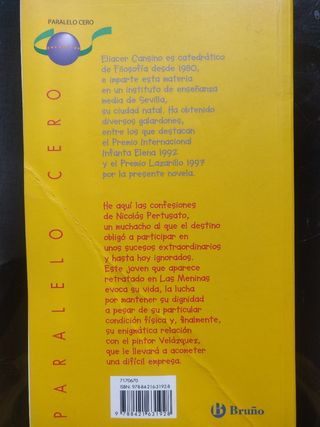 PARALELO CERO
Eliacer Cansino es catedrático
de Filosofía desde 1980,
e imparte esta materia
en un instituto de enseñanza
media de Sevilla,
su ciudad natal. Ha obtenido
diversos galardones,
entre los que destacan
el Premio Internacional
Infanta Elena 1992
y el Premio Lazarillo 1997
por la presente novela.
He aquí las confesiones
de Nicolás Pertusato,
un muchacho al que el destino
obligó a participar en
unos sucesos extraordinarios
y hasta hoy ignorados.
Este joven que aparece
retratado en Las Meninas
evoca su vida, la lucha
por mantener su dignidad
a pesar de su particular
condición física y, finalmente,
su enigmática relación
con el pintor Velázquez,
que le llevará a acometer
una difícil empresa.
PARALELO CERO
7170670
ISBN 9788421631928
9 788421 631928
Bruño